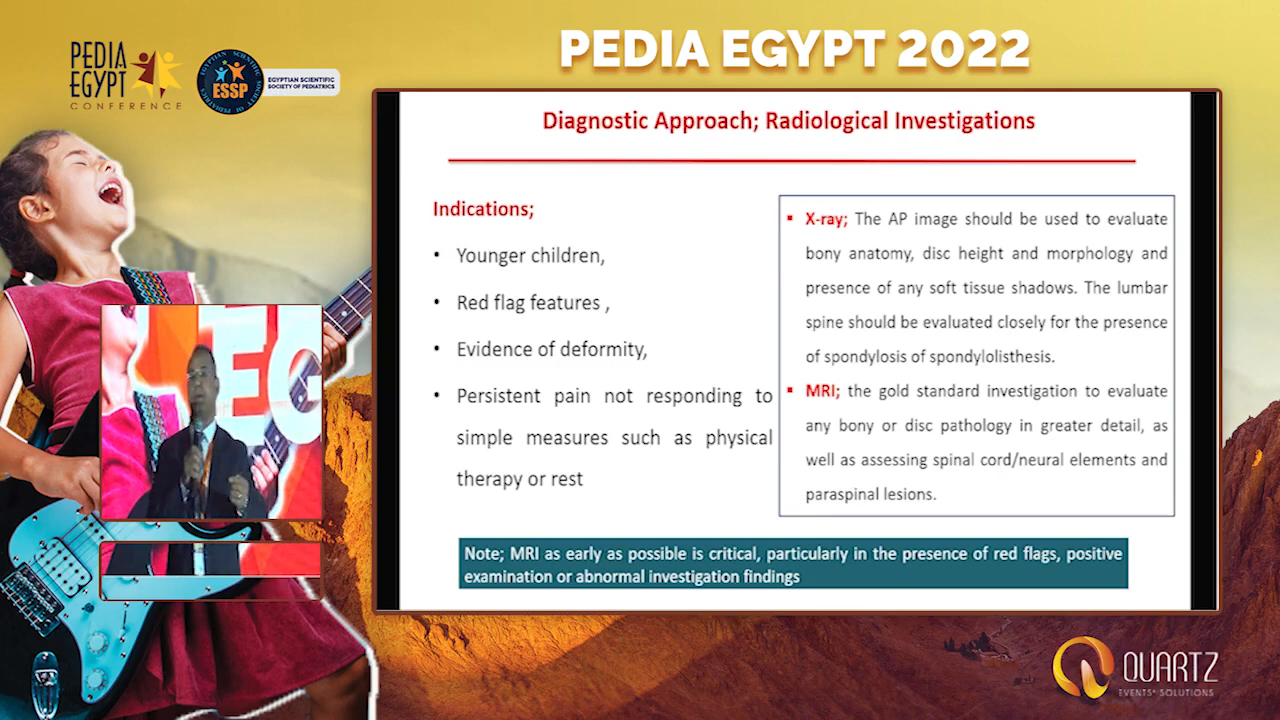 PEDIA EGYPT 2022
PEDIA
EGYPT
CONFERENCE
EGYPTIAN SCIENTIFIC SOCIETY OF PEDIATRICS
ESSP
EGYPTIAN SCIENTIFIC
SOCIETY OF PEDIATRICS
Diagnostic Approach; Radiological Investigations
Indications;
• Younger children,
• Red flag features ,
• Evidence of deformity,
• Persistent pain not responding to
simple measures such as physical
therapy or rest
▪ X-ray; The AP image should be used to evaluate
bony anatomy, disc height and morphology and
presence of any soft tissue shadows. The lumbar
spine should be evaluated closely for the presence
of spondylosis of spondylolisthesis.
▪ MRI; the gold standard investigation to evaluate
any bony or disc pathology in greater detail, as
well as assessing spinal cord/neural elements and
paraspinal lesions.
Note; MRI as early as possible is critical, particularly in the presence of red flags, positive
examination or abnormal investigation findings
EG
QUARTZ
EVENTS' SOLUTIONS